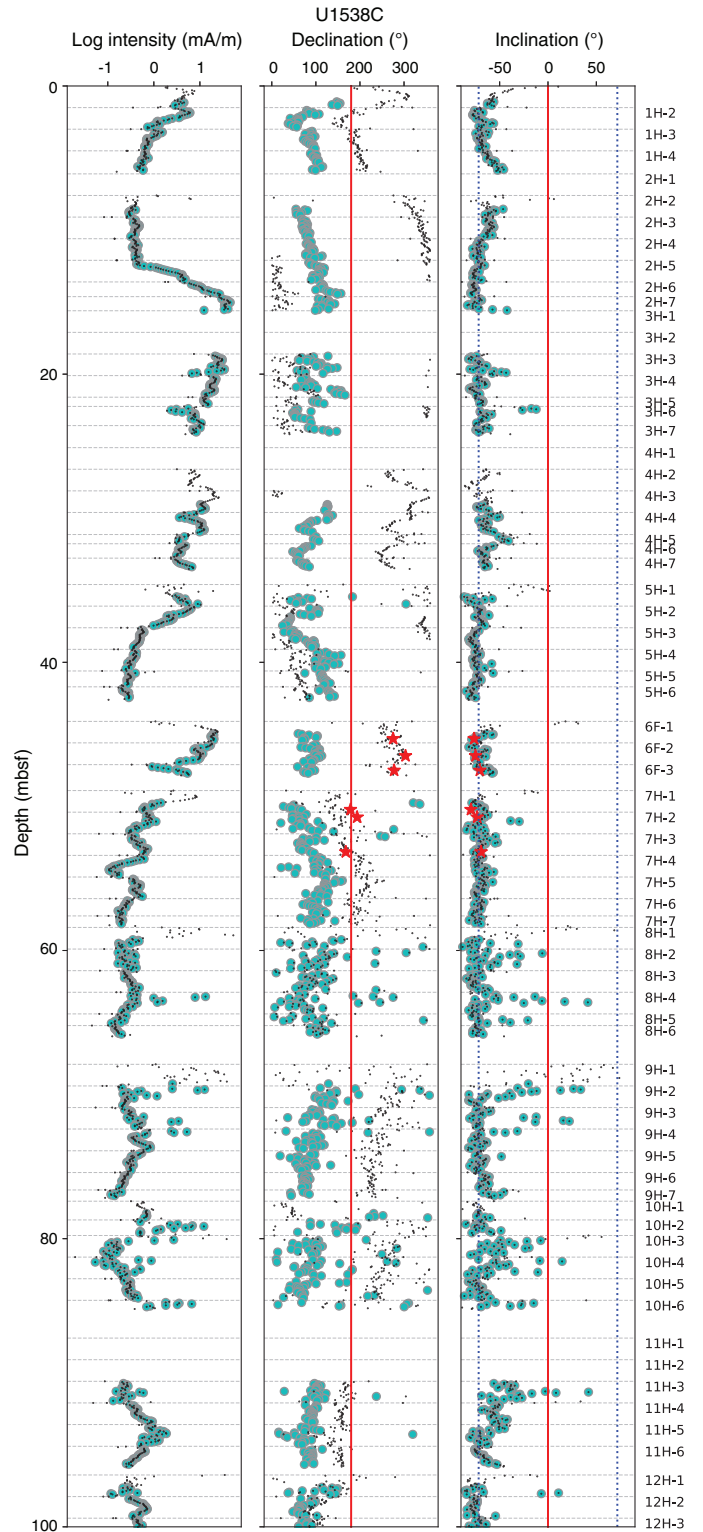 U1538C
Log intensity (mA/m) Declination (°) Inclination (°)
-1 0 1 0 100 200 300 -50 0 50
0
20
40
60
80
100
Depth (mbsf)
1H-2
1H-3
1H-4
2H-1
2H-2
2H-3
2H-4
2H-5
2H-6
2H-7
3H-1
3H-2
3H-3
3H-4
3H-5
3H-6
3H-7
4H-1
4H-2
4H-3
4H-4
4H-5
4H-6
4H-7
5H-1
5H-2
5H-3
5H-4
5H-5
5H-6
6F-1
6F-2
6F-3
7H-1
7H-2
7H-3
7H-4
7H-5
7H-6
7H-7
8H-1
8H-2
8H-3
8H-4
8H-5
8H-6
9H-1
9H-2
9H-3
9H-4
9H-5
9H-6
9H-7
10H-1
10H-2
10H-3
10H-4
10H-5
10H-6
11H-1
11H-2
11H-3
11H-4
11H-5
11H-6
12H-1
12H-2
12H-3